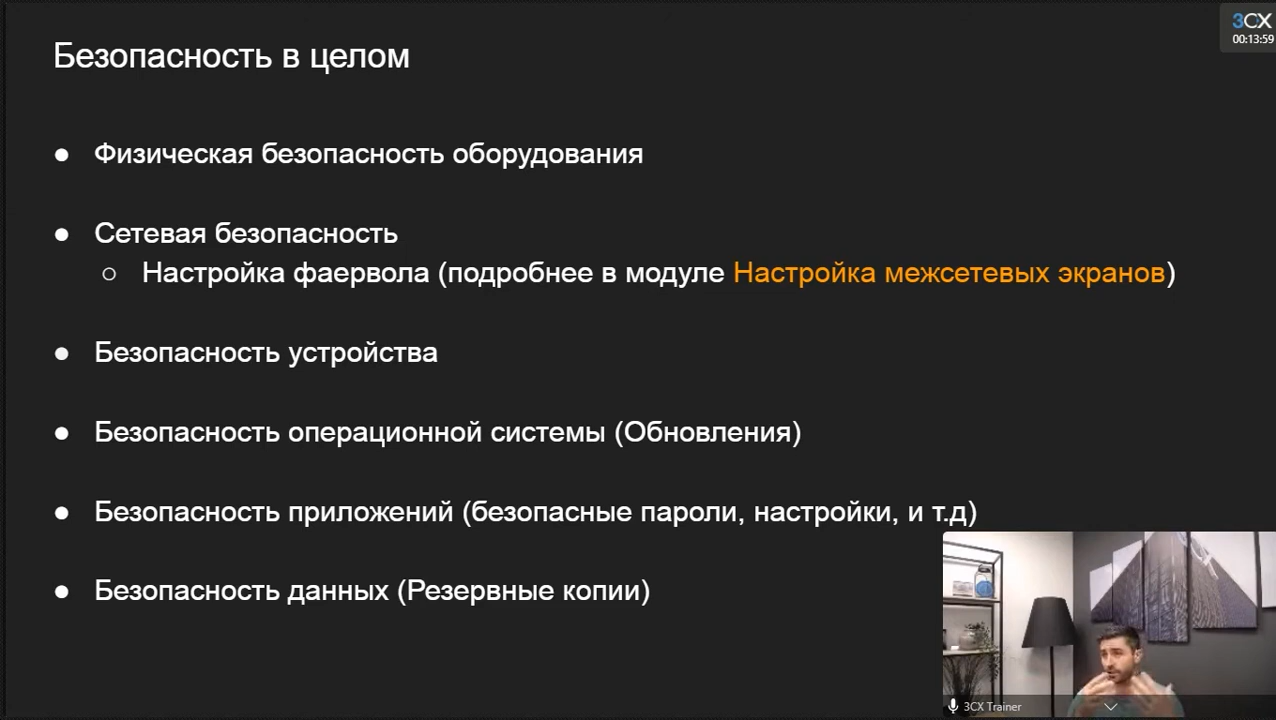 3CX
00:13:59
Безопасность в целом
● Физическая безопасность оборудования
● Сетевая безопасность
○ Настройка фаервола (подробнее в модуле Настройка межсетевых экранов)
● Безопасность устройства
● Безопасность операционной системы (Обновления)
● Безопасность приложений (безопасные пароли, настройки, и т.д)
● Безопасность данных (Резервные копии)
3CX Trainer